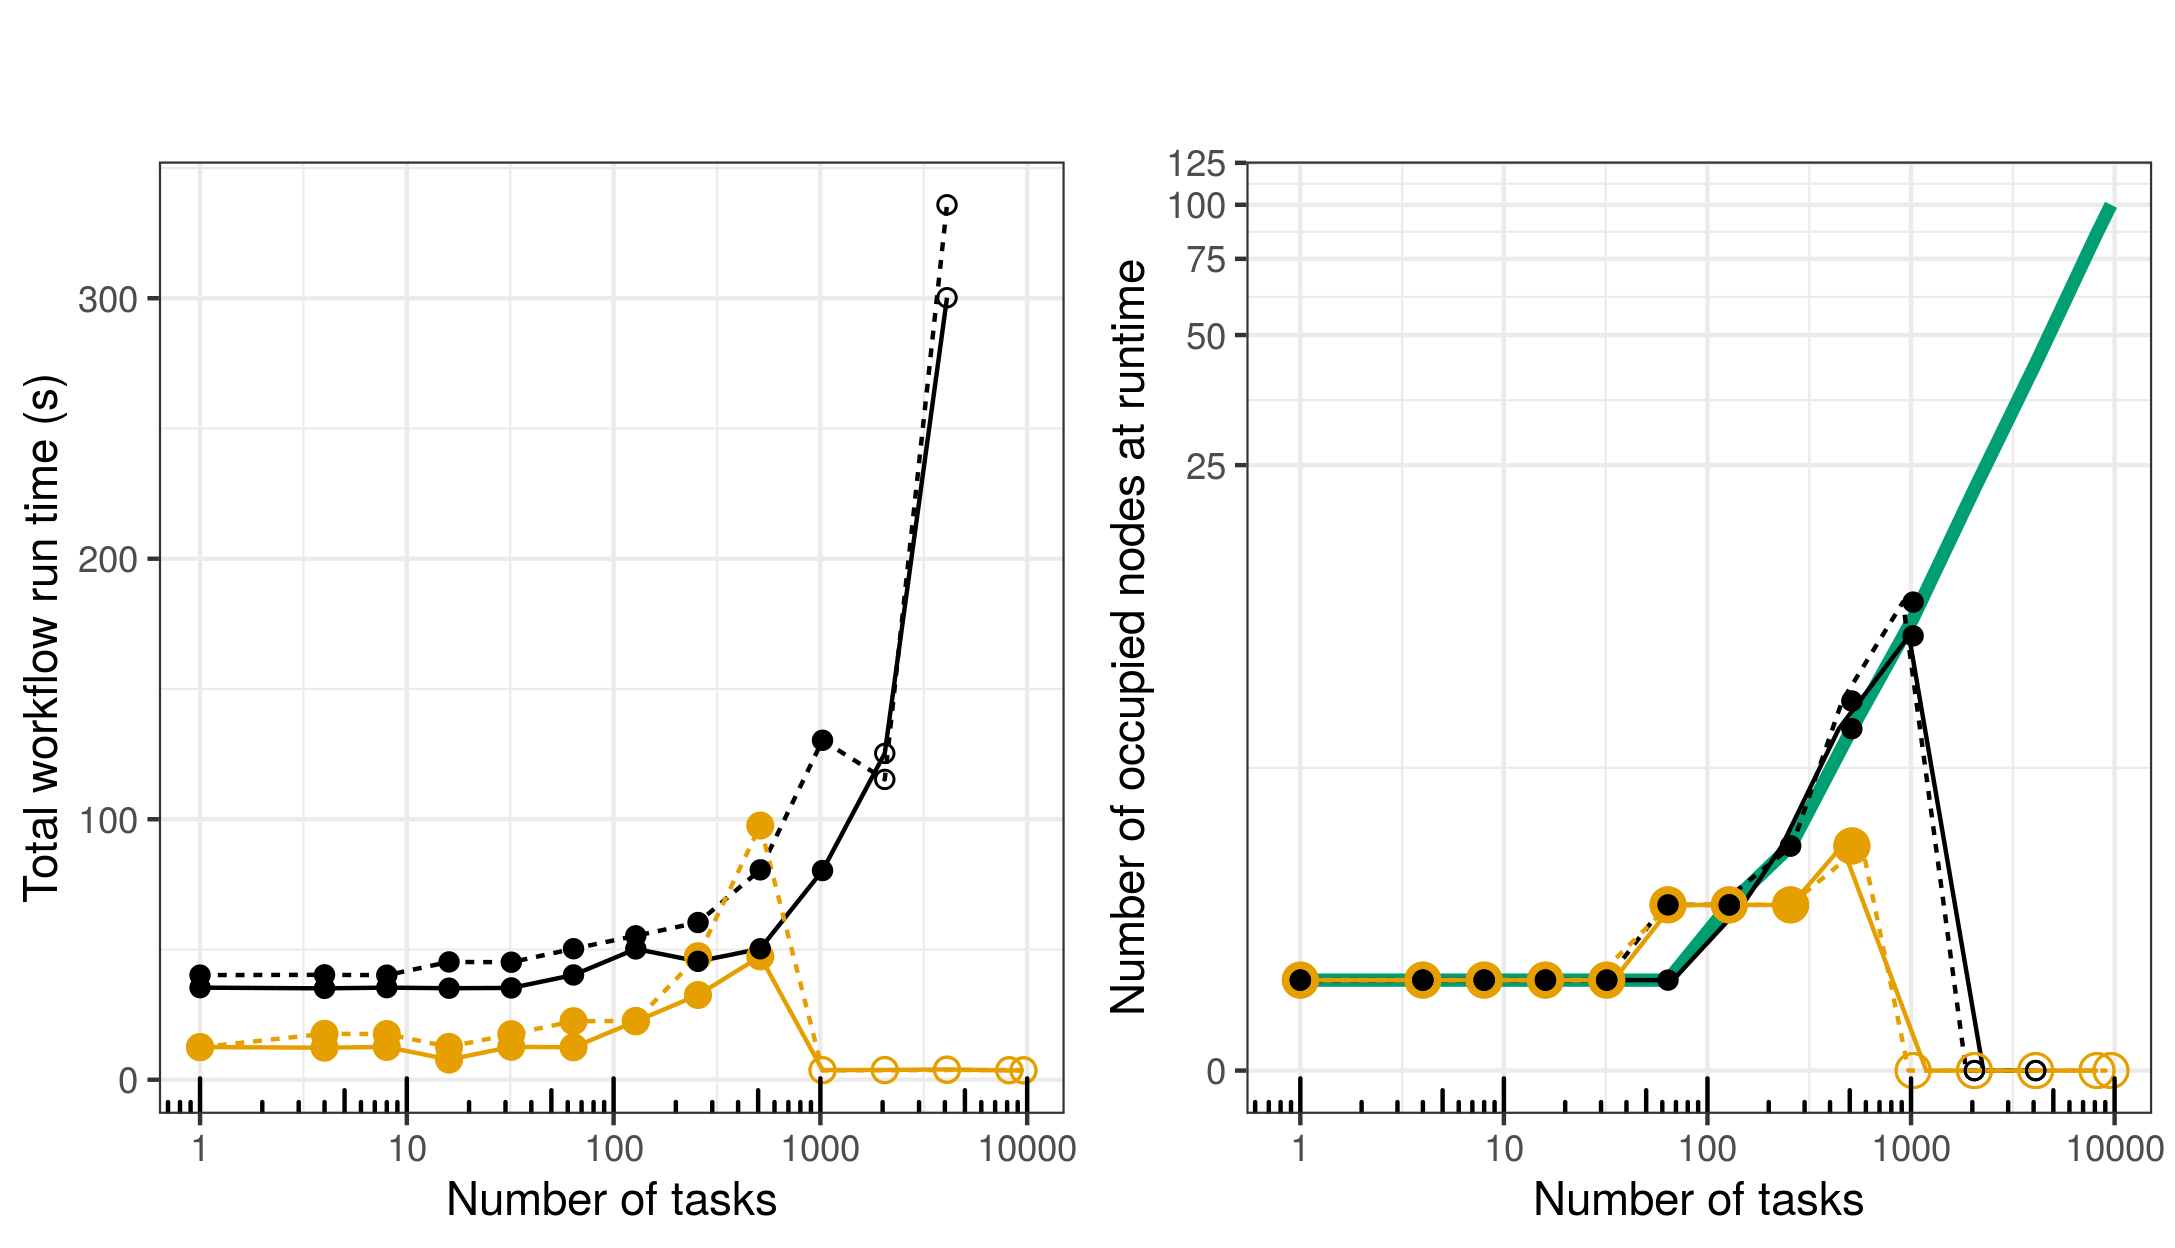 Total workflow run time (s)
300
200
100
0
1 10 100 1000 10000
Number of tasks
Number of occupied nodes at runtime
125
100
75
50
25
0
1 10 100 1000 10000
Number of tasks